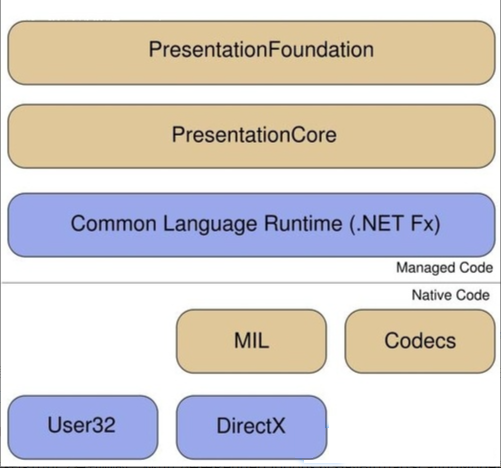 PresentationFoundation
PresentationCore
Common Language Runtime (.NET Fx)
Managed Code
Native Code
MIL
Codecs
User32
DirectX